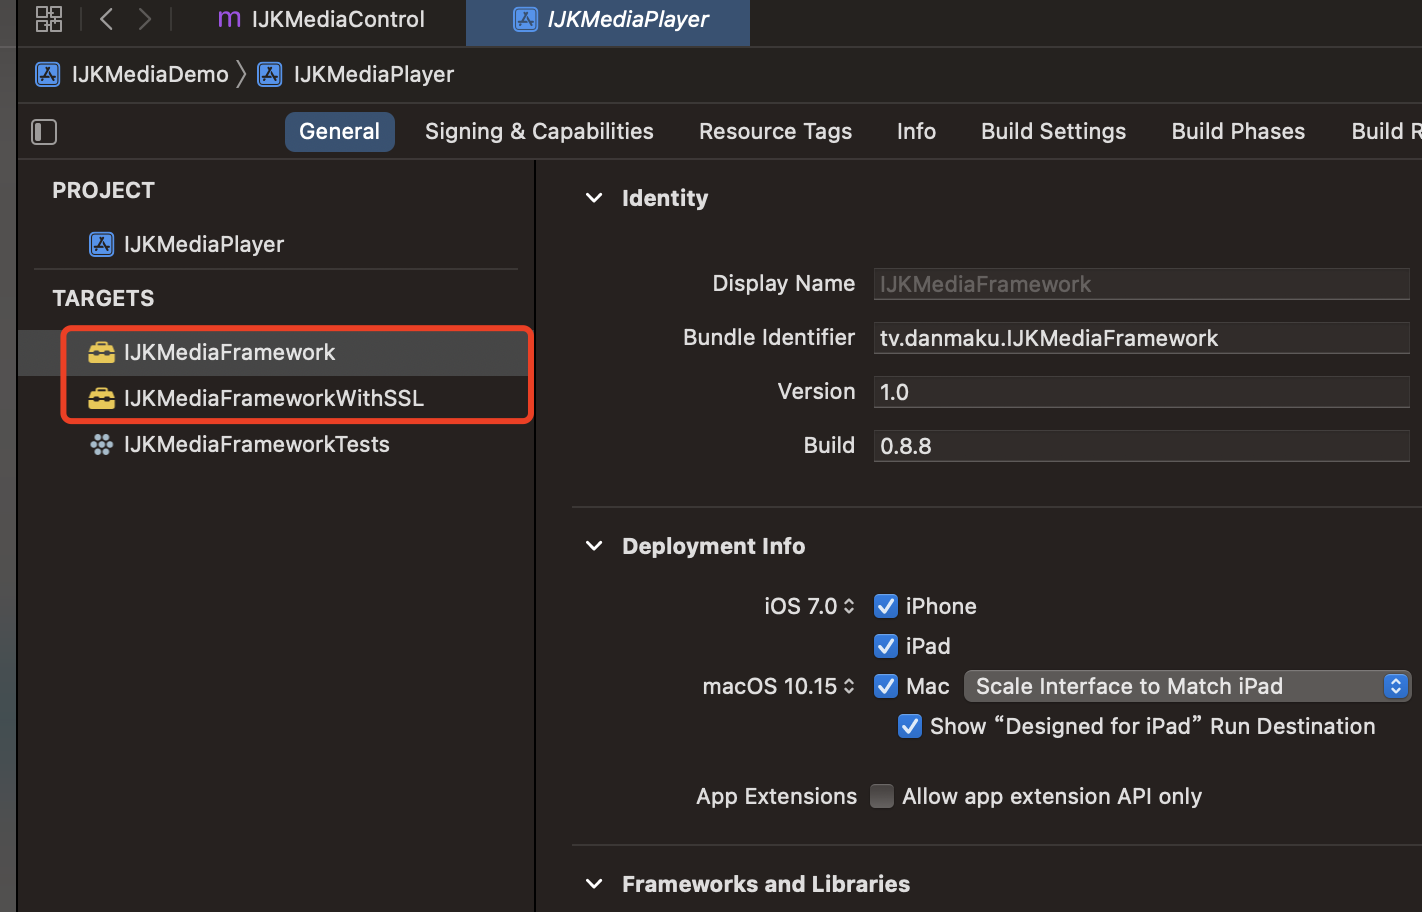 IJKMediaControl
IJKMediaPlayer
IJKMediaDemo
IJKMediaPlayer
General
Signing & Capabilities
Resource Tags
Info
Build Settings
Build Phases
Build R
PROJECT
IJKMediaPlayer
TARGETS
IJKMediaFramework
IJKMediaFrameworkWithSSL
IJKMediaFrameworkTests
Identity
Display Name
IJKMediaFramework
Bundle Identifier
tv.danmaku.IJKMediaFramework
Version
1.0
Build
0.8.8
Deployment Info
iOS 7.0
iPhone
iPad
macOS 10.15
Mac
Scale Interface to Match iPad
Show “Designed for iPad” Run Destination
App Extensions
Allow app extension API only
Frameworks and Libraries